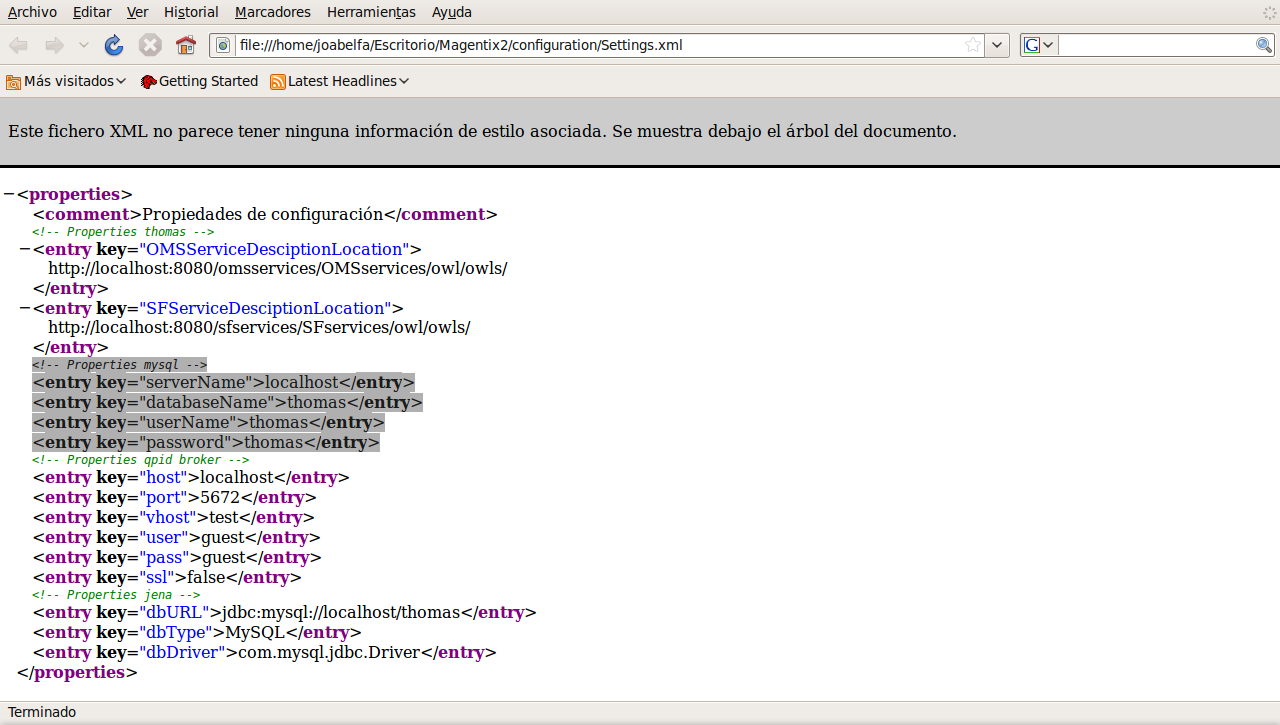 Archivo Editar Ver Historial Marcadores Herramientas Ayuda
file:///home/joabelfa/Escritorio/Magentix2/configuration/Settings.xml
Más visitados Getting Started Latest Headlines
Este fichero XML no parece tener ninguna información de estilo asociada. Se muestra debajo el árbol del documento.
−<properties>
<comment>Propiedades de configuración</comment>
<!-- Properties thomas -->
−<entry key="OMSServiceDesciptionLocation">
http://localhost:8080/omsservices/OMSservices/owl/owls/
</entry>
−<entry key="SFServiceDesciptionLocation">
http://localhost:8080/sfservices/SFservices/owl/owls/
</entry>
<!-- Properties mysql -->
<entry key="serverName">localhost</entry>
<entry key="databaseName">thomas</entry>
<entry key="userName">thomas</entry>
<entry key="password">thomas</entry>
<!-- Properties qpid broker -->
<entry key="host">localhost</entry>
<entry key="port">5672</entry>
<entry key="vhost">test</entry>
<entry key="user">guest</entry>
<entry key="pass">guest</entry>
<entry key="ssl">false</entry>
<!-- Properties jena -->
<entry key="dbURL">jdbc:mysql://localhost/thomas</entry>
<entry key="dbType">MySQL</entry>
<entry key="dbDriver">com.mysql.jdbc.Driver</entry>
</properties>
Terminado